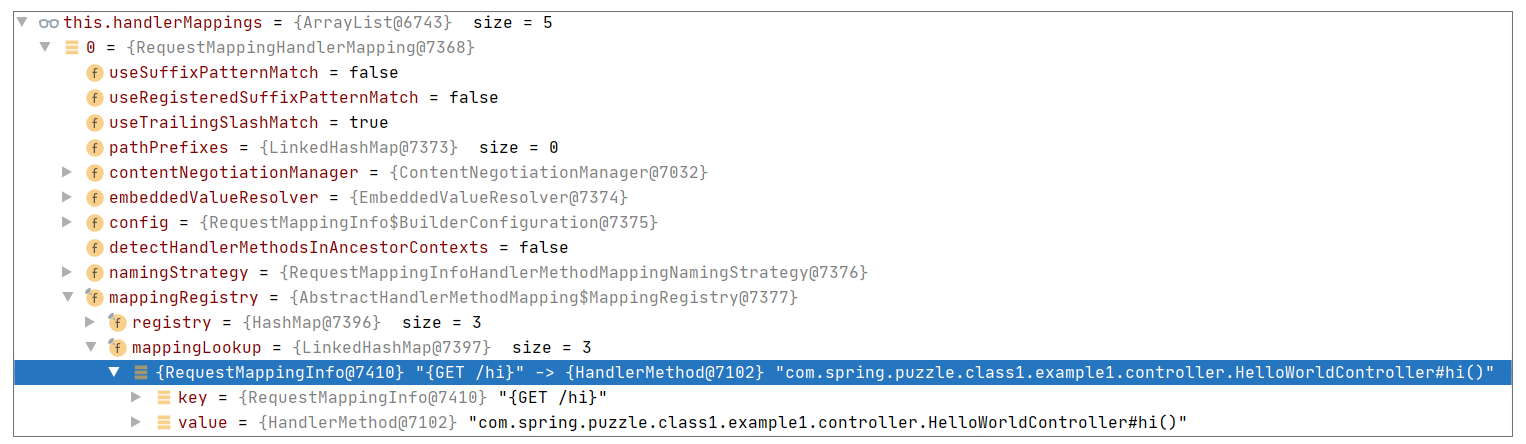 this.handlerMappings = {ArrayList@6743} size = 5
0 = {RequestMappingHandlerMapping@7368}
f useSuffixPatternMatch = false
f useRegisteredSuffixPatternMatch = false
f useTrailingSlashMatch = true
f pathPrefixes = {LinkedHashMap@7373} size = 0
f contentNegotiationManager = {ContentNegotiationManager@7032}
f embeddedValueResolver = {EmbeddedValueResolver@7374}
f config = {RequestMappingInfo$BuilderConfiguration@7375}
f detectHandlerMethodsInAncestorContexts = false
f namingStrategy = {RequestMappingInfoHandlerMethodMappingNamingStrategy@7376}
f mappingRegistry = {AbstractHandlerMethodMapping$MappingRegistry@7377}
f registry = {HashMap@7396} size = 3
f mappingLookup = {LinkedHashMap@7397} size = 3
{RequestMappingInfo@7410} "{GET /hi}" -> {HandlerMethod@7102} "com.spring.puzzle.class1.example1.controller.HelloWorldController#hi()"
key = {RequestMappingInfo@7410} "{GET /hi}"
value = {HandlerMethod@7102} "com.spring.puzzle.class1.example1.controller.HelloWorldController#hi()"